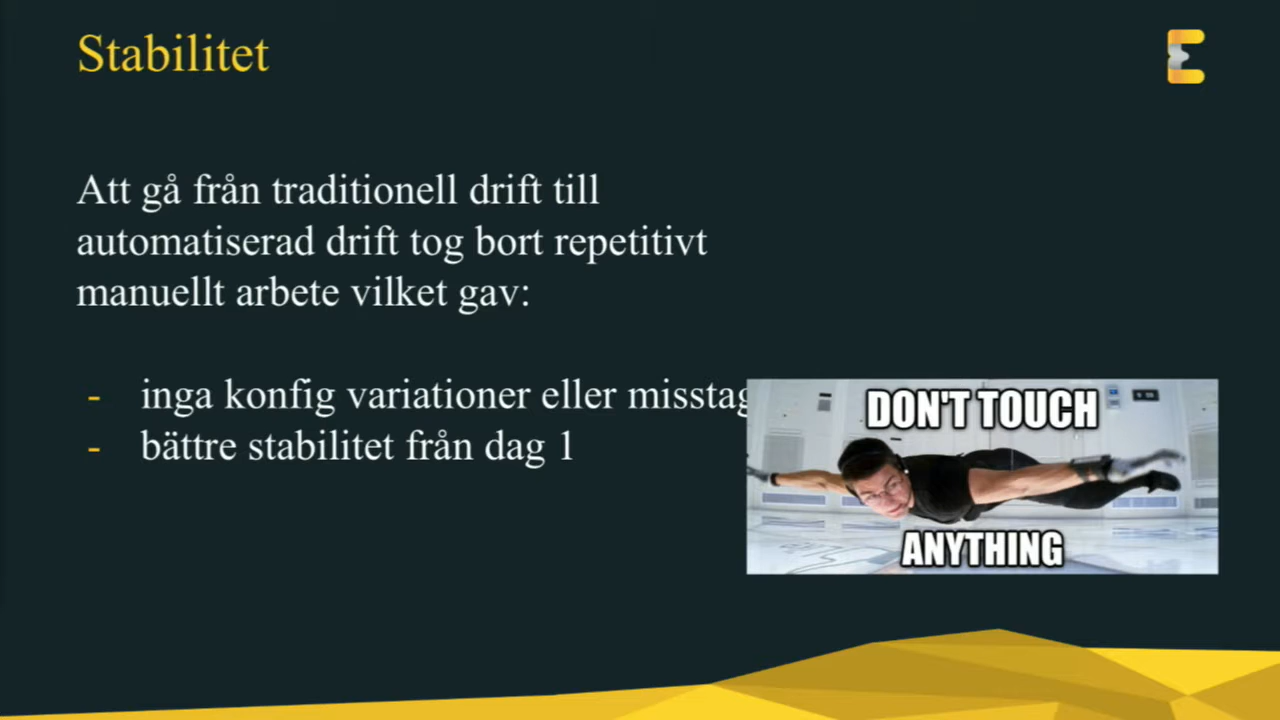 Stabilitet
Att gå från traditionell drift till
automatiserad drift tog bort repetitivt
manuellt arbete vilket gav:
- inga konfig variationer eller misstag
- bättre stabilitet från dag 1
DON'T TOUCH
ANYTHING